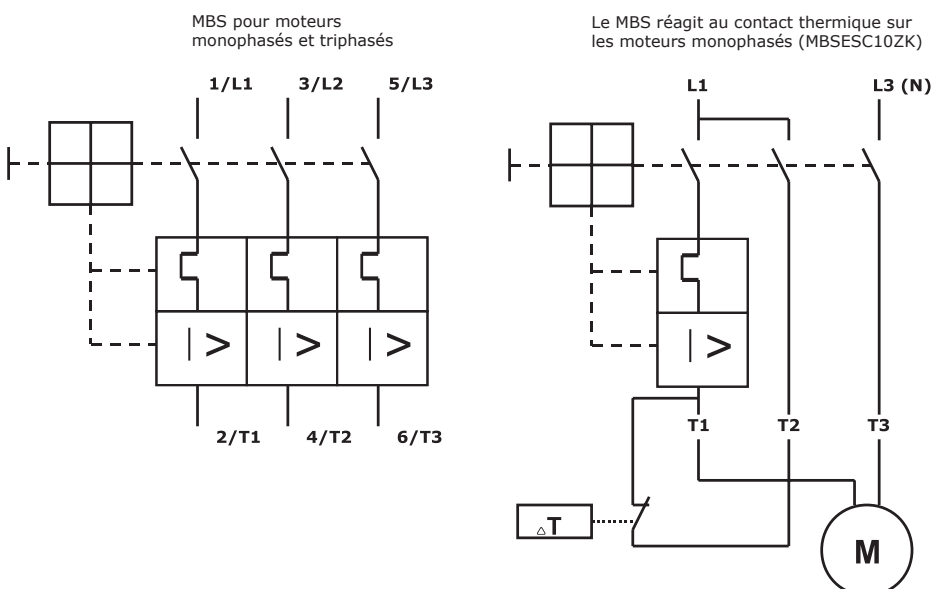 MBS pour moteurs
monophasés et triphasés
1/L1 3/L2 5/L3
| > | > | >
2/T1 4/T2 6/T3
Le MBS réagit au contact thermique sur
les moteurs monophasés (MBSESC10ZK)
L1 L3 (N)
| >
T1 T2 T3
△T
M